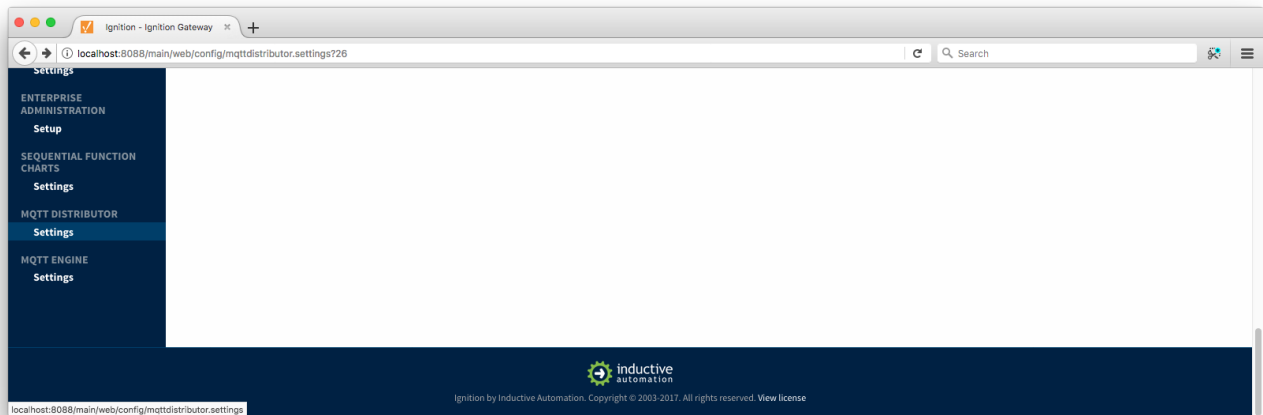 Ignition - Ignition Gateway
localhost:8088/main/web/config/mqttdistributor.settings?26
Search
Settings
ENTERPRISE
ADMINISTRATION
Setup
SEQUENTIAL FUNCTION
CHARTS
Settings
MQTT DISTRIBUTOR
Settings
MQTT ENGINE
Settings
inductive
automation
Ignition by Inductive Automation. Copyright © 2003-2017. All rights reserved. View license
localhost:8088/main/web/config/mqttdistributor.settings